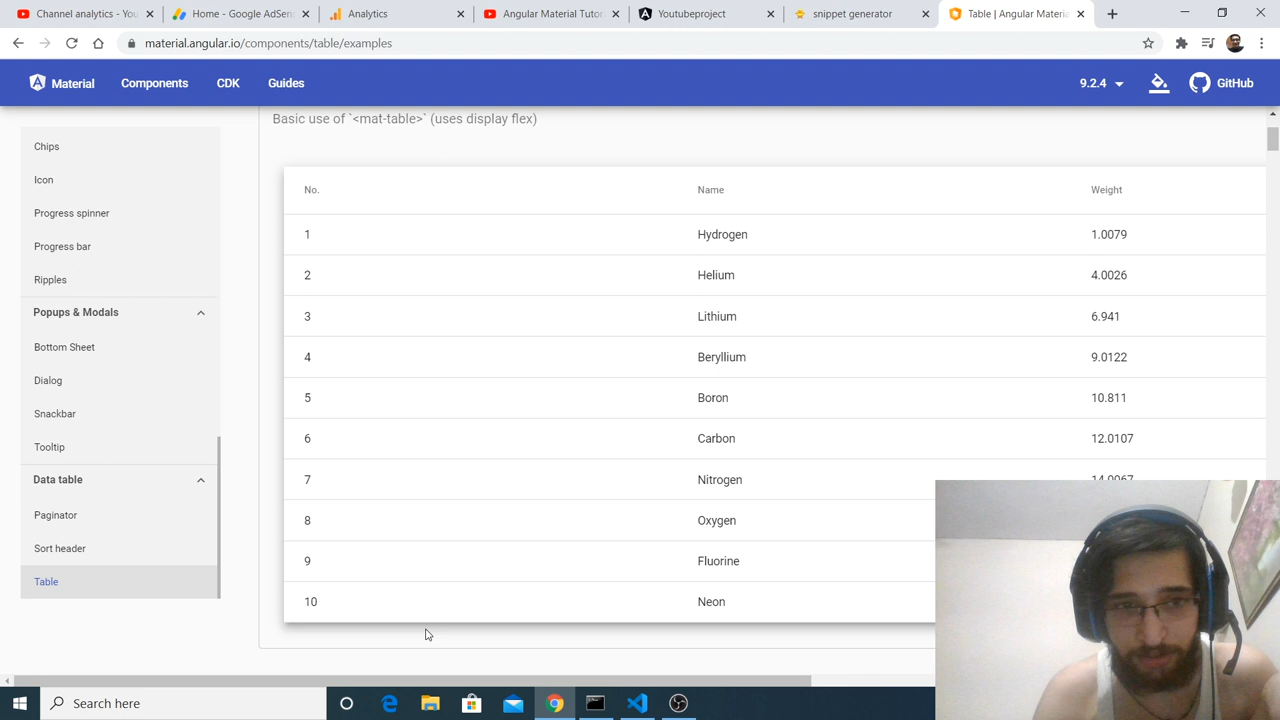 Channel analytics - You
Home - Google AdSens
Analytics
Angular Material Tutor
Youtubeproject
snippet generator
Table | Angular Materia
material.angular.io/components/table/examples
Material
Components
CDK
Guides
9.2.4
GitHub
Basic use of `<mat-table>` (uses display flex)
Chips
Icon
Progress spinner
Progress bar
Ripples
Popups & Modals
Bottom Sheet
Dialog
Snackbar
Tooltip
Data table
Paginator
Sort header
Table
No. Name Weight
1 Hydrogen 1.0079
2 Helium 4.0026
3 Lithium 6.941
4 Beryllium 9.0122
5 Boron 10.811
6 Carbon 12.0107
7 Nitrogen 14.0067
8 Oxygen
9 Fluorine
10 Neon
Search here